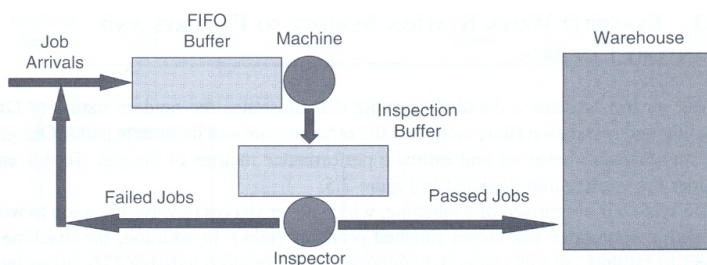 FIFO
Buffer
Job
Arrivals
Machine
Warehouse
Inspection
Buffer
Failed Jobs
Passed Jobs
Inspector